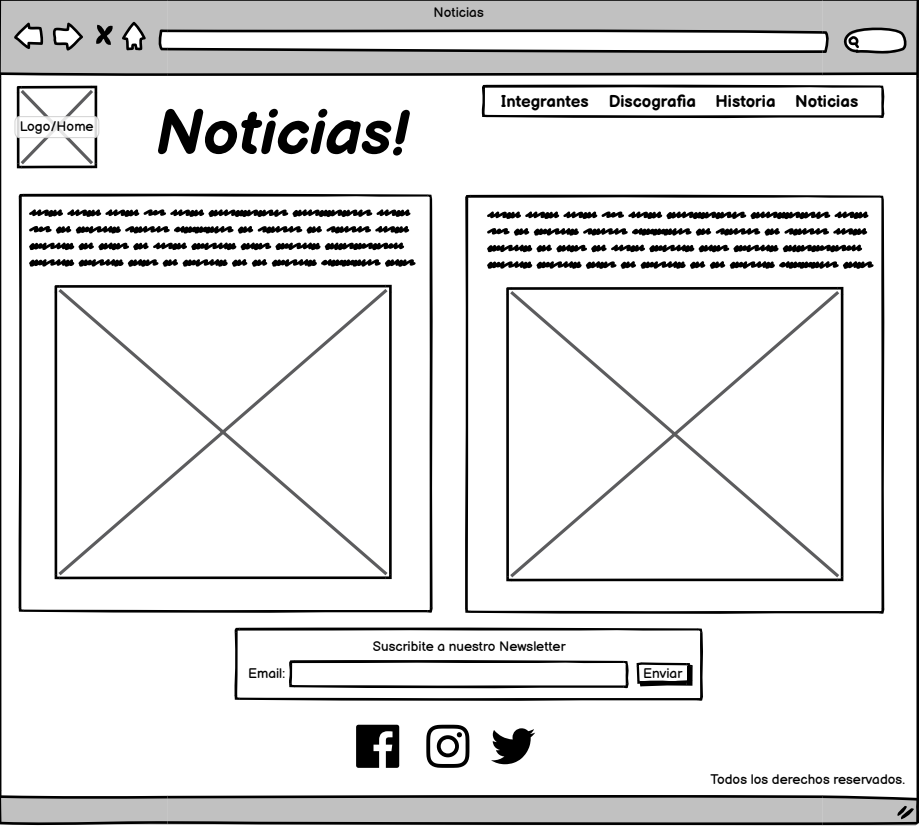 Noticias
Logo/Home
Noticias!
Integrantes Discografia Historia Noticias
Suscribite a nuestro Newsletter
Email:
Enviar
Todos los derechos reservados.